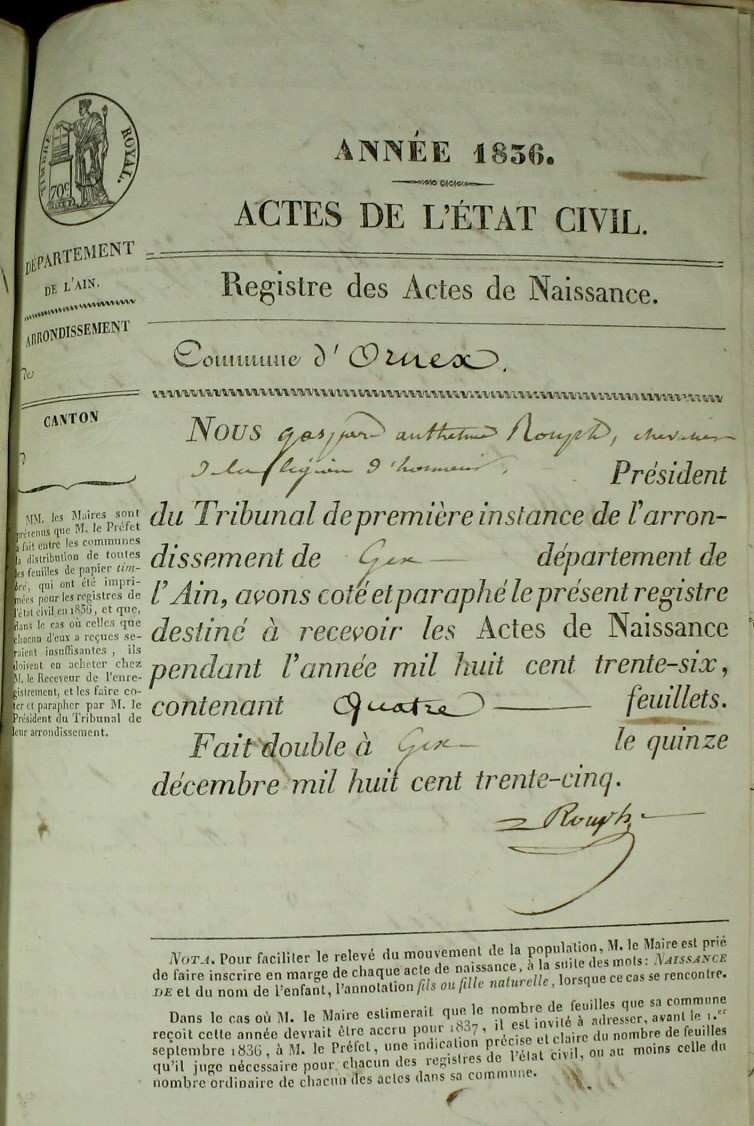 TIMBRE ROYAL.
70c
ANNÉE 1836.
ACTES DE L'ÉTAT CIVIL.
DÉPARTEMENT
DE L'AIN.
ARRONDISSEMENT
de
CANTON
d
Registre des Actes de Naissance.
Commune d'Ornex.
Nous gaspard anthelme Rouph, chevalier
de la légion d'honneur, Président
du Tribunal de première instance de l'arron-
dissement de Gex département de
l'Ain, avons coté et paraphé le présent registre
destiné à recevoir les Actes de Naissance
pendant l'année mil huit cent trente-six,
contenant Quatre feuillets.
Fait double à Gex le quinze
décembre mil huit cent trente-cinq.
Rouph
MM. les Maires sont
prévenus que M. le Préfet
a fait entre les communes
la distribution de toutes
les feuilles de papier tim-
bré, qui ont été impri-
mées pour les registres de
l'état civil en 1836, et que,
dans le cas où celles que
chacun d'eux a reçues se-
raient insuffisantes, ils
doivent en acheter chez
M. le Receveur de l'enre-
gistrement, et les faire co-
ter et parapher par M. le
Président du Tribunal de
leur arrondissement.
NOTA. Pour faciliter le relevé du mouvement de la population, M. le Maire est prié
de faire inscrire en marge de chaque acte de naissance, à la suite des mots: NAISSANCE
DE et du nom de l'enfant, l'annotation fils ou fille naturelle, lorsque ce cas se rencontre.
Dans le cas où M. le Maire estimerait que le nombre de feuilles que sa commune
reçoit cette année devrait être accru pour 1837, il est invité à adresser, avant le 1.er
septembre 1836, à M. le Préfet, une indication précise et claire du nombre de feuilles
qu'il juge nécessaire pour chacun des registres de l'état civil, ou au moins celle du
nombre ordinaire de chacun des actes dans sa commune.